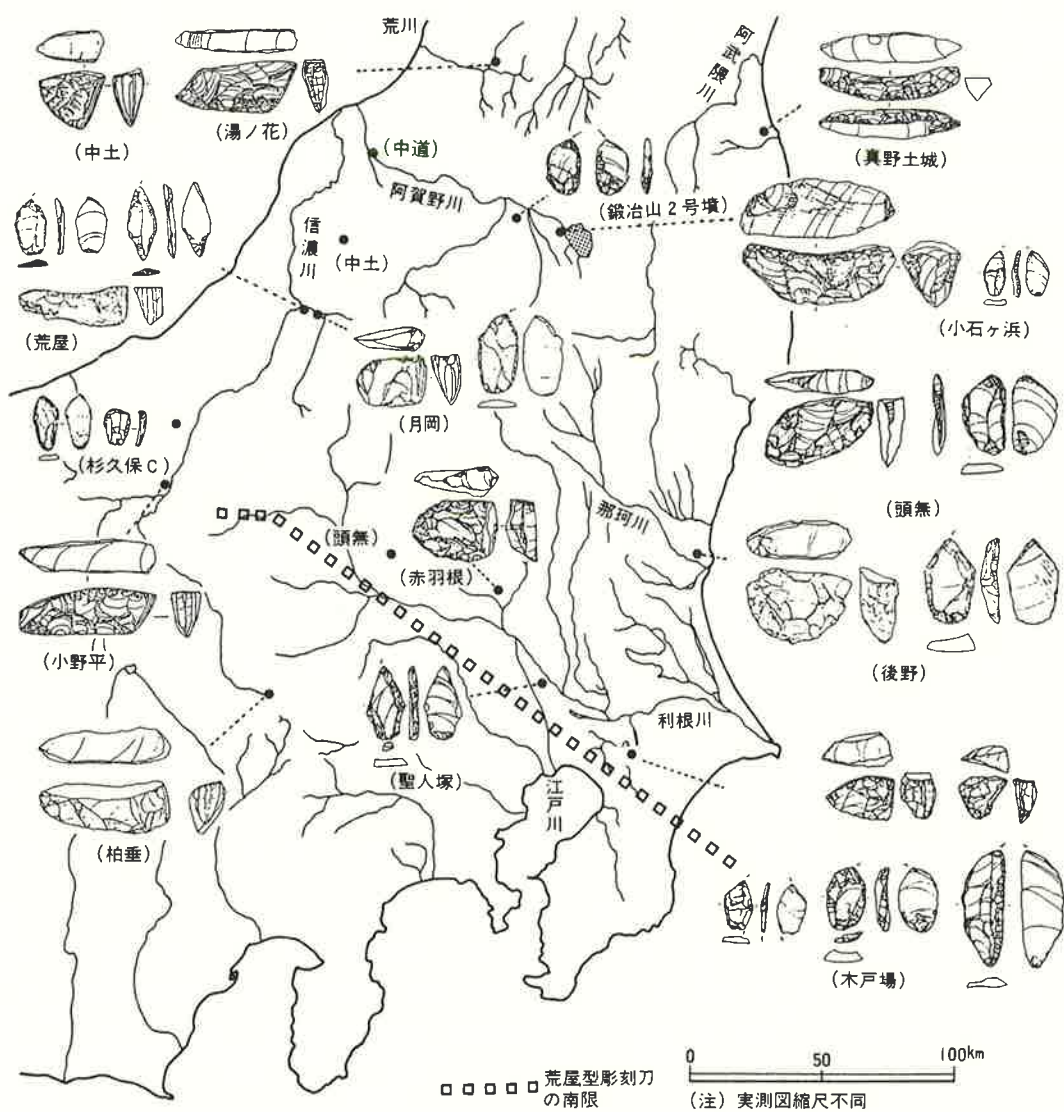 荒川
阿武隈川
(中土)
(湯ノ花)
(中道)
(真野土城)
阿賀野川
(鍛冶山2号墳)
信濃川
(中土)
(荒屋)
(小石ヶ浜)
(月岡)
(杉久保C)
(頭無)
那珂川
(頭無)
(赤羽根)
(小野平)
(後野)
利根川
(聖人塚)
江戸川
(柏垂)
(木戸場)
0 50 100km
荒屋型彫刻刀
の南限
(注) 実測図縮尺不同